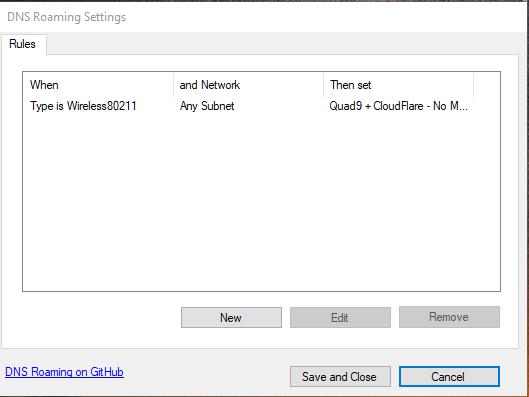 DNS Roaming Settings
Rules
When and Network Then set
Type is Wireless80211 Any Subnet Quad9 + CloudFlare - No M...
New Edit Remove
DNS Roaming on GitHub
Save and Close Cancel